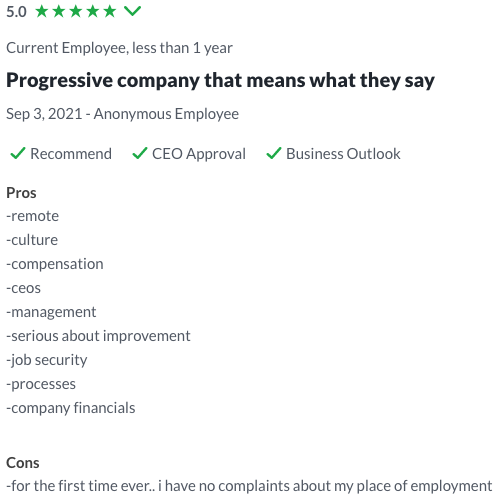 5.0
Current Employee, less than 1 year
Progressive company that means what they say
Sep 3, 2021 - Anonymous Employee
Recommend CEO Approval Business Outlook
Pros
-remote
-culture
-compensation
-ceos
-management
-serious about improvement
-job security
-processes
-company financials
Cons
-for the first time ever.. i have no complaints about my place of employment